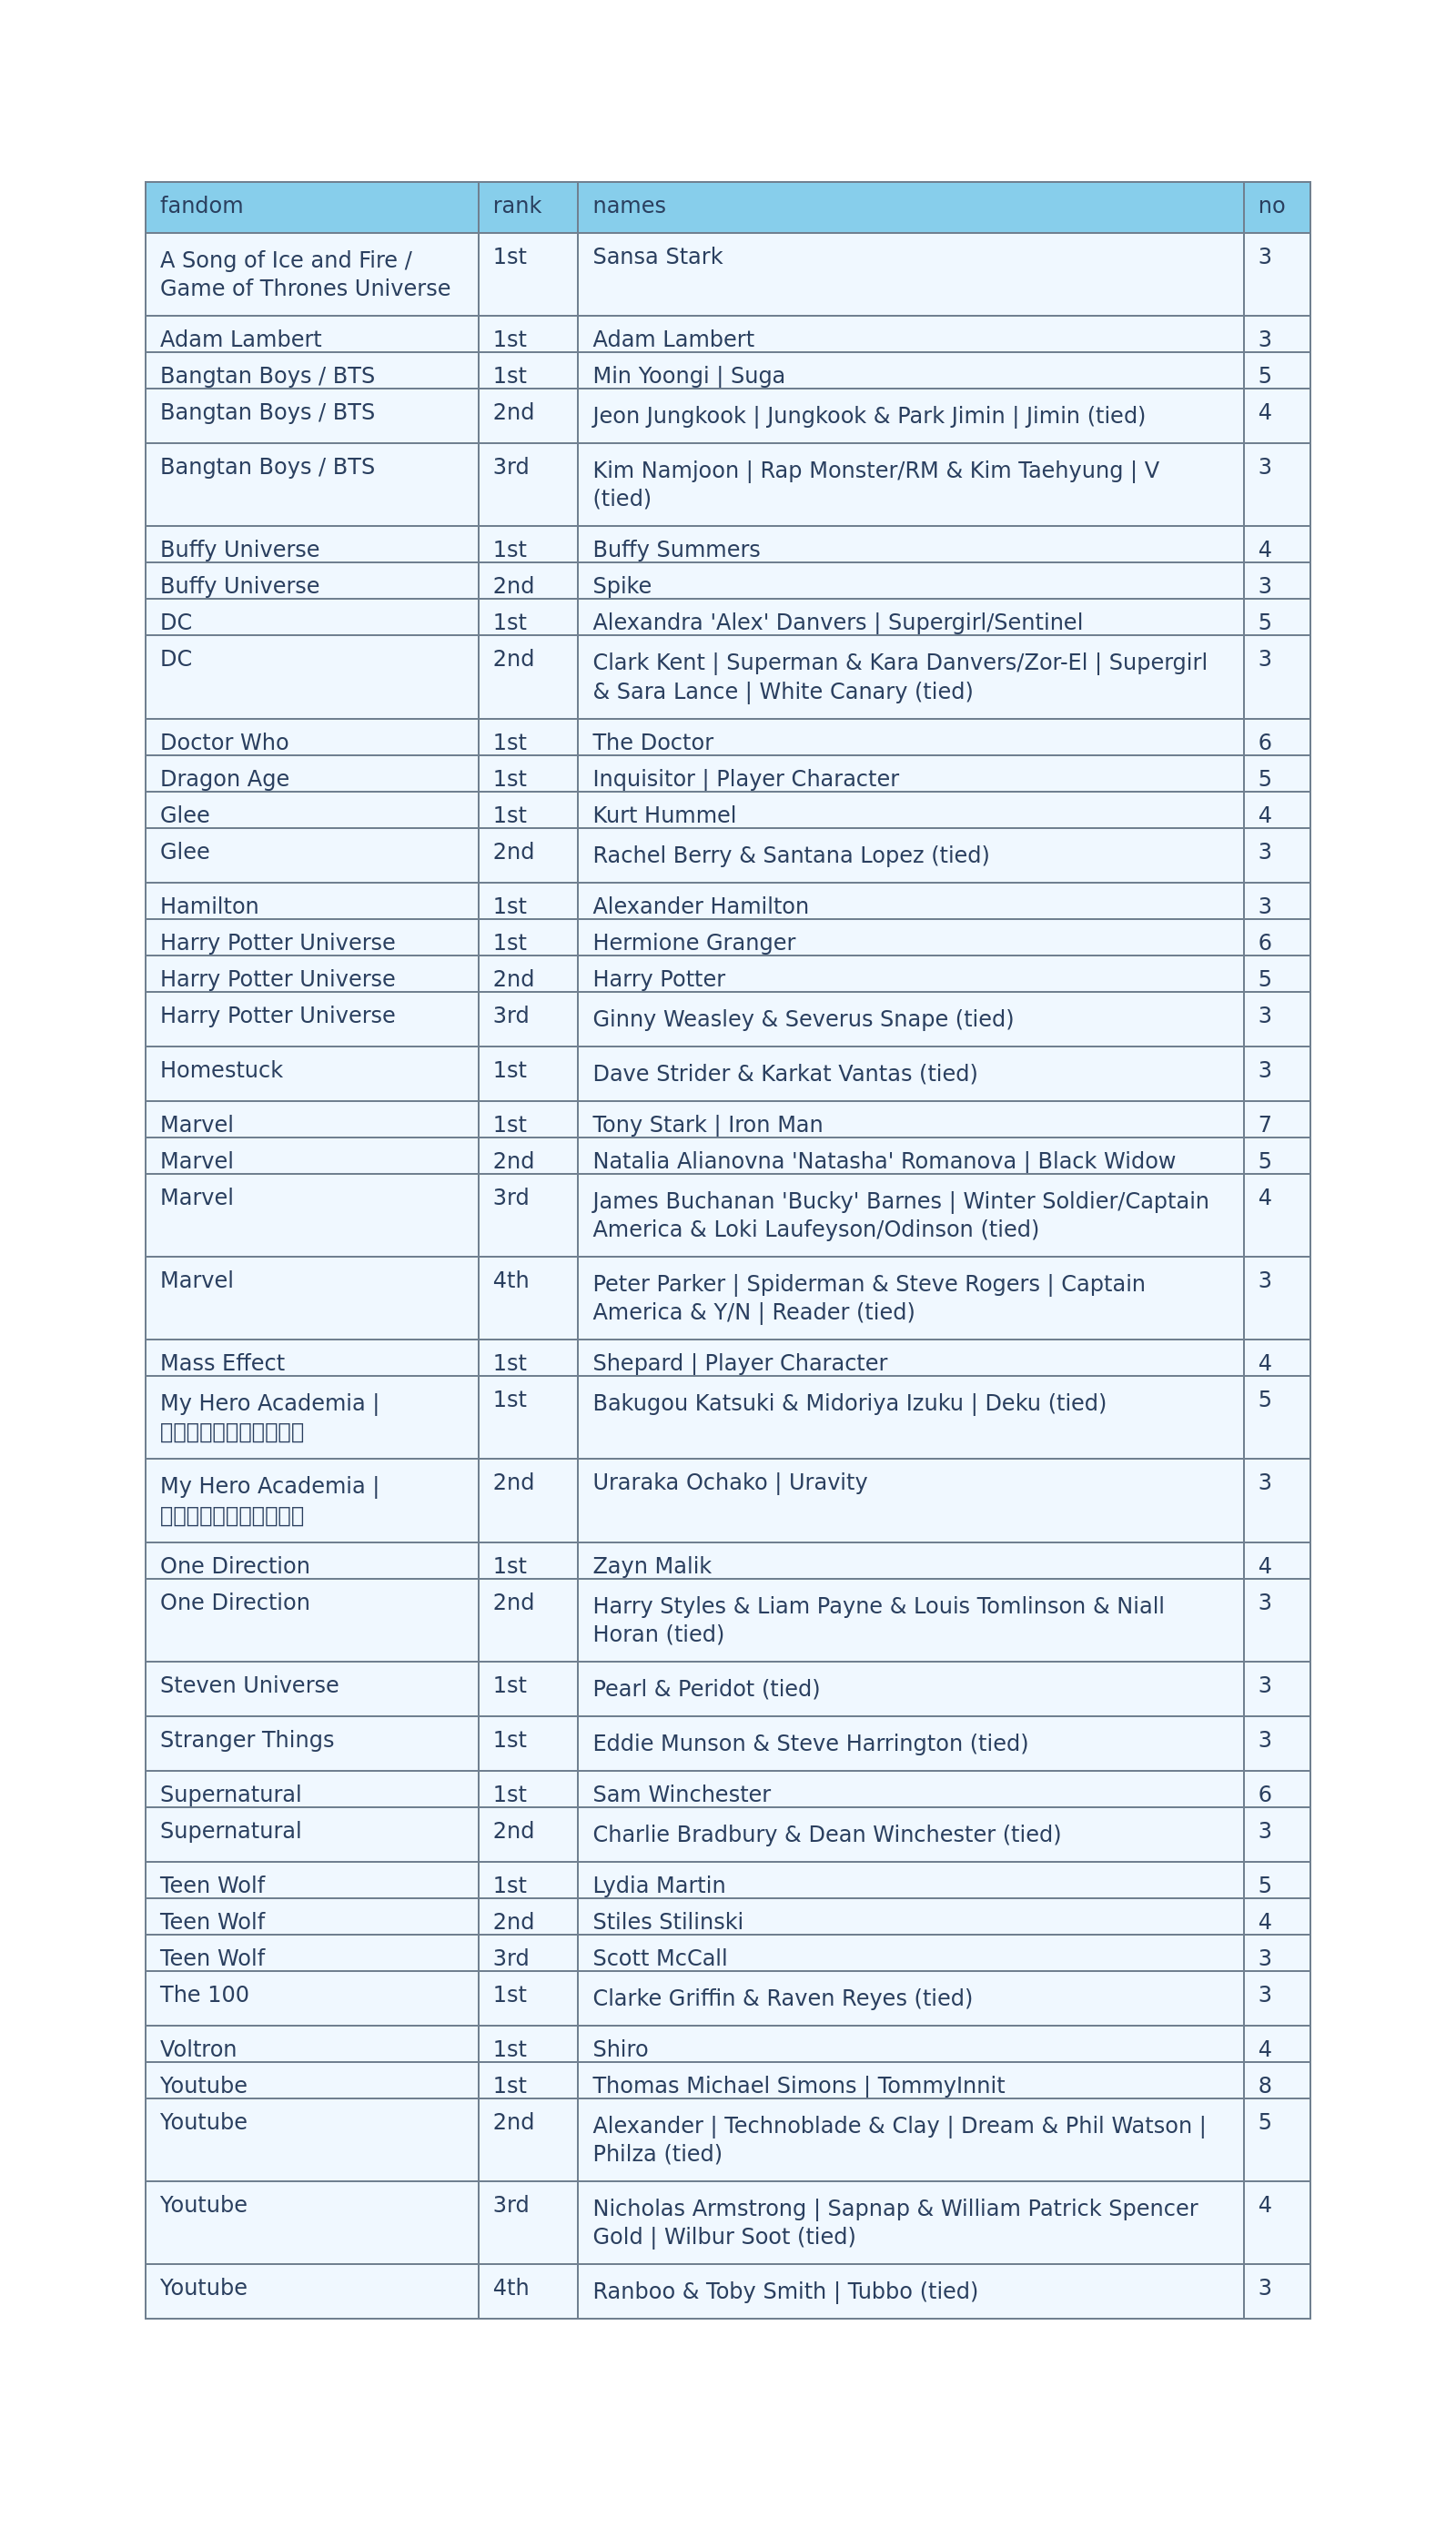 fandom rank names no
A Song of Ice and Fire / 1st Sansa Stark 3
Game of Thrones Universe
Adam Lambert 1st Adam Lambert 3
Bangtan Boys / BTS 1st Min Yoongi | Suga 5
Bangtan Boys / BTS 2nd Jeon Jungkook | Jungkook & Park Jimin | Jimin (tied) 4
Bangtan Boys / BTS 3rd Kim Namjoon | Rap Monster/RM & Kim Taehyung | V 3
(tied)
Buffy Universe 1st Buffy Summers 4
Buffy Universe 2nd Spike 3
DC 1st Alexandra 'Alex' Danvers | Supergirl/Sentinel 5
DC 2nd Clark Kent | Superman & Kara Danvers/Zor-El | Supergirl 3
& Sara Lance | White Canary (tied)
Doctor Who 1st The Doctor 6
Dragon Age 1st Inquisitor | Player Character 5
Glee 1st Kurt Hummel 4
Glee 2nd Rachel Berry & Santana Lopez (tied) 3
Hamilton 1st Alexander Hamilton 3
Harry Potter Universe 1st Hermione Granger 6
Harry Potter Universe 2nd Harry Potter 5
Harry Potter Universe 3rd Ginny Weasley & Severus Snape (tied) 3
Homestuck 1st Dave Strider & Karkat Vantas (tied) 3
Marvel 1st Tony Stark | Iron Man 7
Marvel 2nd Natalia Alianovna 'Natasha' Romanova | Black Widow 5
Marvel 3rd James Buchanan 'Bucky' Barnes | Winter Soldier/Captain 4
America & Loki Laufeyson/Odinson (tied)
Marvel 4th Peter Parker | Spiderman & Steve Rogers | Captain 3
America & Y/N | Reader (tied)
Mass Effect 1st Shepard | Player Character 4
My Hero Academia | 1st Bakugou Katsuki & Midoriya Izuku | Deku (tied) 5
My Hero Academia | 2nd Uraraka Ochako | Uravity 3
One Direction 1st Zayn Malik 4
One Direction 2nd Harry Styles & Liam Payne & Louis Tomlinson & Niall 3
Horan (tied)
Steven Universe 1st Pearl & Peridot (tied) 3
Stranger Things 1st Eddie Munson & Steve Harrington (tied) 3
Supernatural 1st Sam Winchester 6
Supernatural 2nd Charlie Bradbury & Dean Winchester (tied) 3
Teen Wolf 1st Lydia Martin 5
Teen Wolf 2nd Stiles Stilinski 4
Teen Wolf 3rd Scott McCall 3
The 100 1st Clarke Griffin & Raven Reyes (tied) 3
Voltron 1st Shiro 4
Youtube 1st Thomas Michael Simons | TommyInnit 8
Youtube 2nd Alexander | Technoblade & Clay | Dream & Phil Watson | 5
Philza (tied)
Youtube 3rd Nicholas Armstrong | Sapnap & William Patrick Spencer 4
Gold | Wilbur Soot (tied)
Youtube 4th Ranboo & Toby Smith | Tubbo (tied) 3